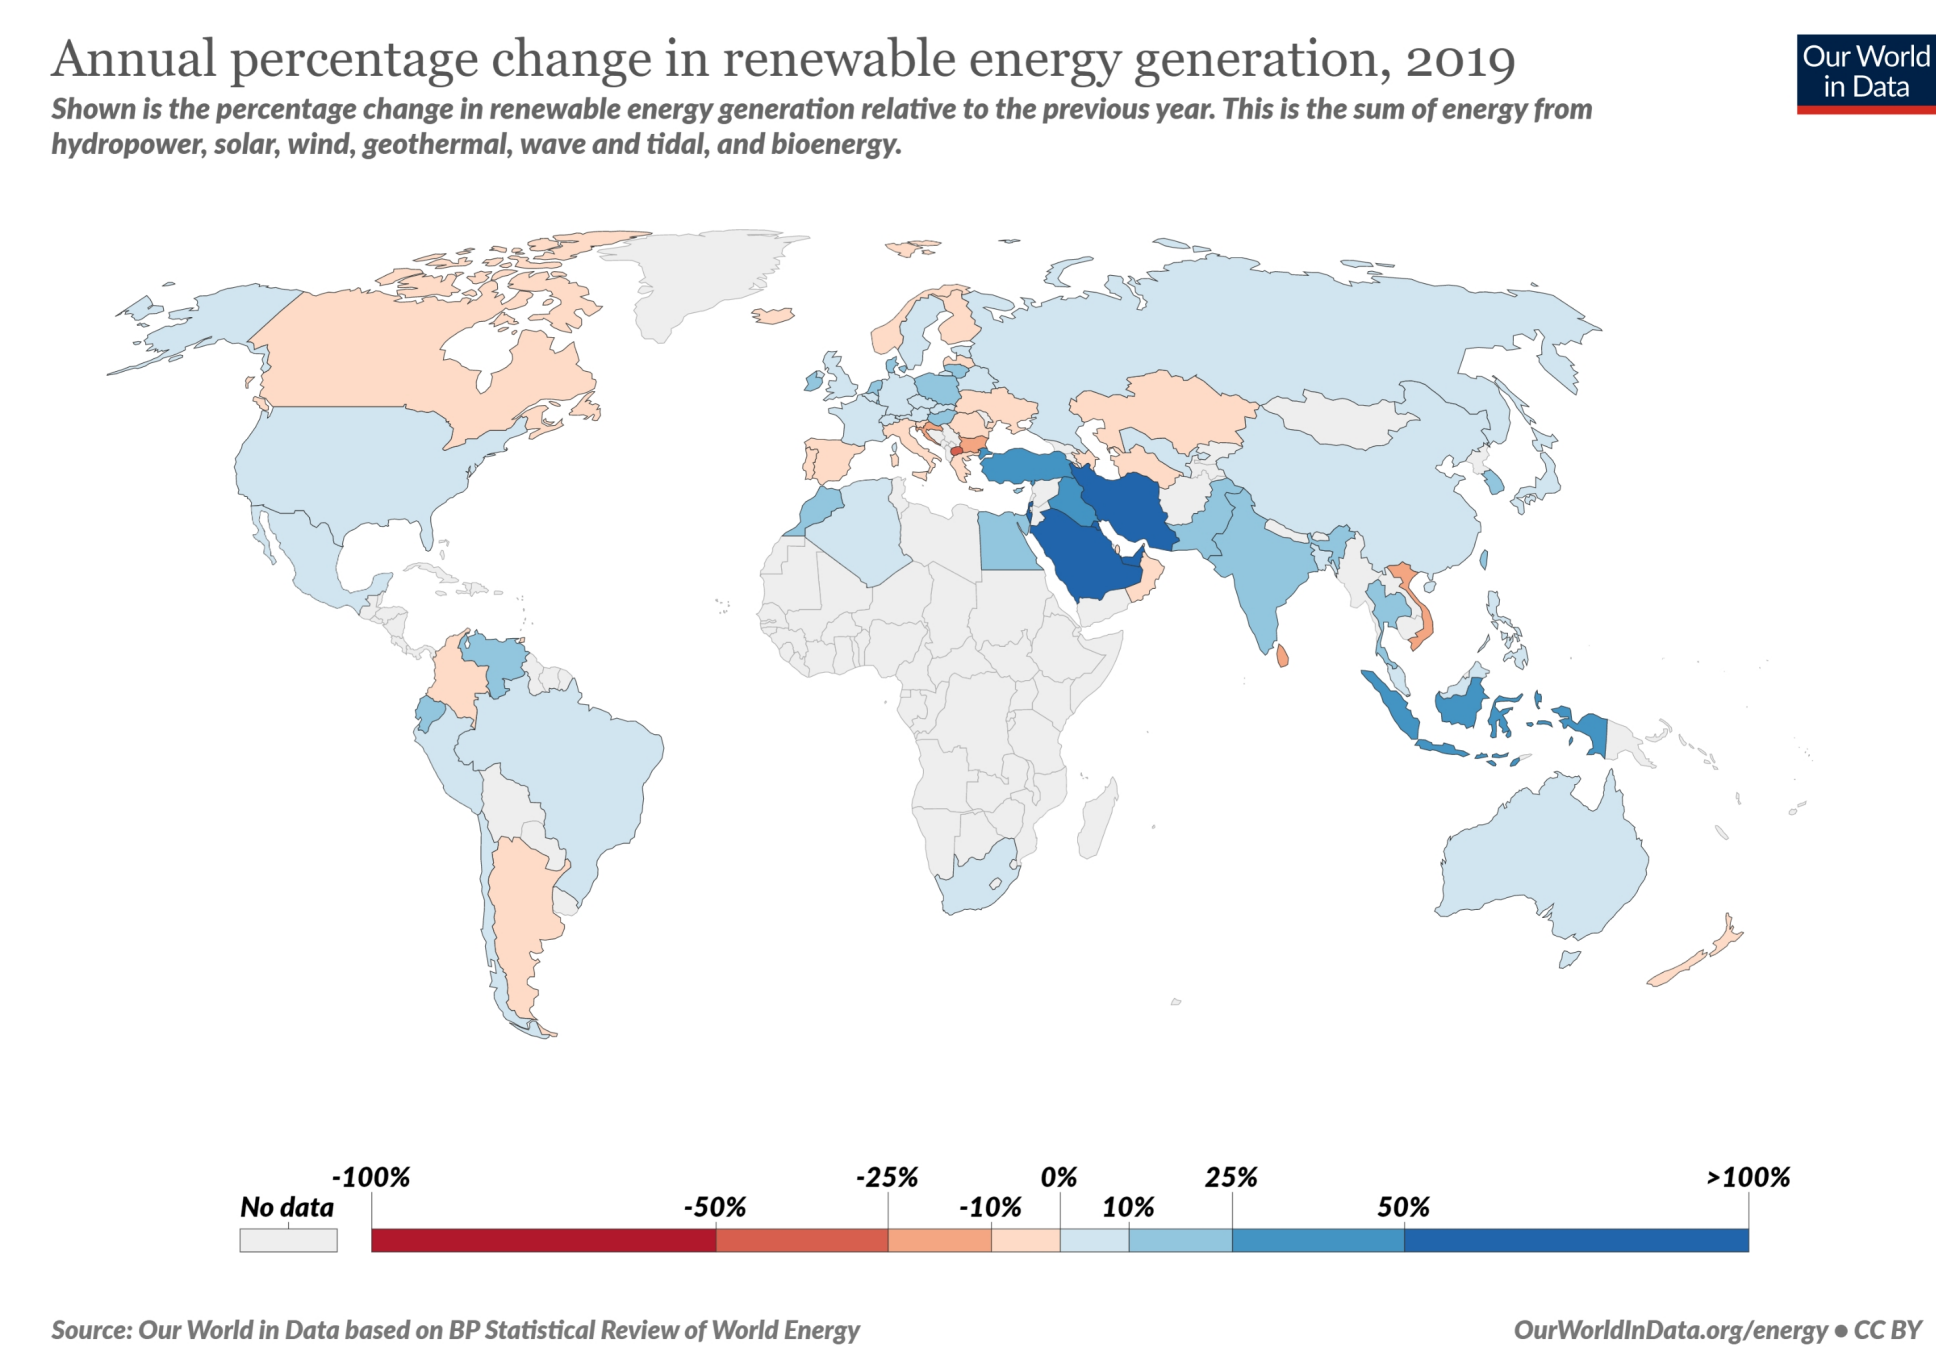 Annual percentage change in renewable energy generation, 2019
Our World
in Data
Shown is the percentage change in renewable energy generation relative to the previous year. This is the sum of energy from
hydropower, solar, wind, geothermal, wave and tidal, and bioenergy.
-100% -25% 0% 25% >100%
No data -50% -10% 10% 50%
Source: Our World in Data based on BP Statistical Review of World Energy
OurWorldInData.org/energy • CC BY